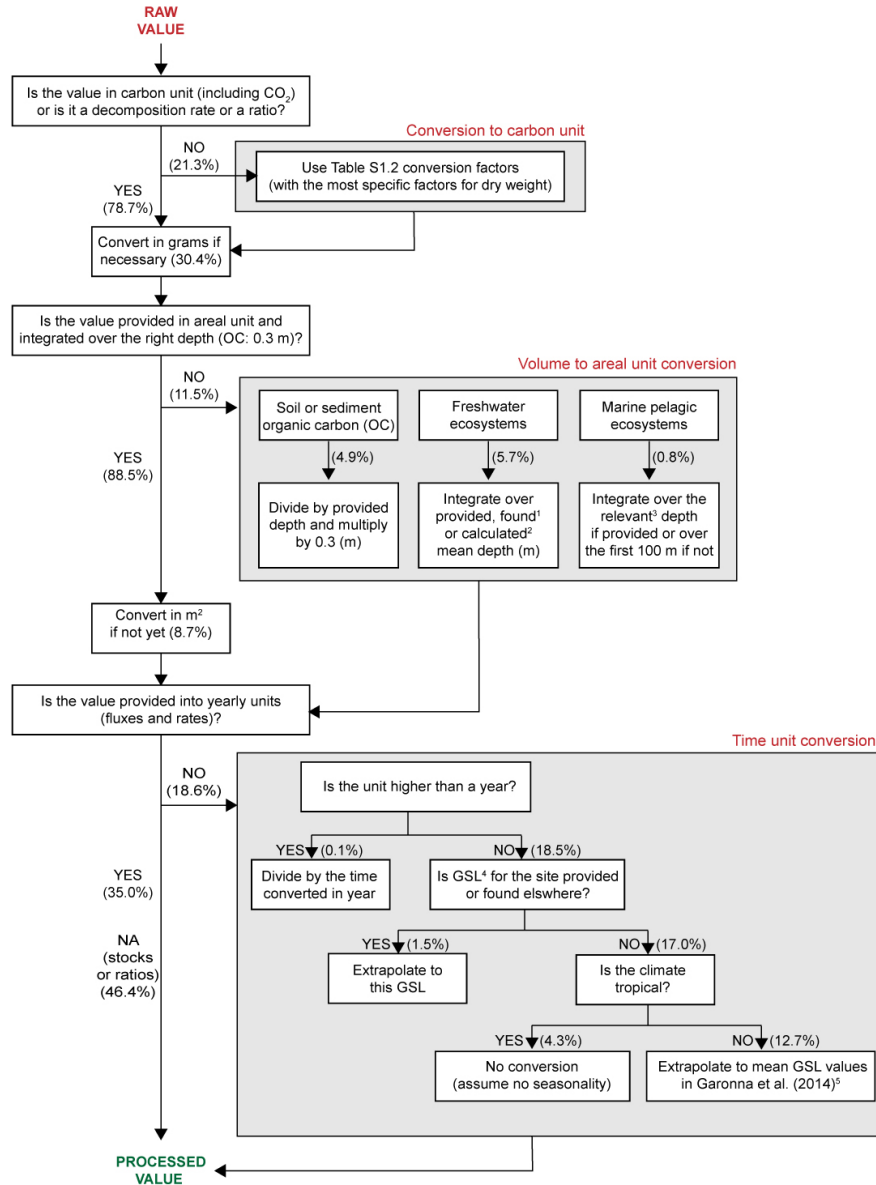 RAW
VALUE
Is the value in carbon unit (including CO₂)
or is it a decomposition rate or a ratio?
Conversion to carbon unit
NO
(21.3%)
Use Table S1.2 conversion factors
(with the most specific factors for dry weight)
YES
(78.7%)
Convert in grams if
necessary (30.4%)
Is the value provided in areal unit and
integrated over the right depth (OC: 0.3 m)?
Volume to areal unit conversion
NO
(11.5%)
Soil or sediment
organic carbon (OC)
Freshwater
ecosystems
Marine pelagic
ecosystems
YES
(88.5%)
(4.9%)
(5.7%)
(0.8%)
Divide by provided
depth and multiply
by 0.3 (m)
Integrate over
provided, found¹
or calculated²
mean depth (m)
Integrate over the
relevant³ depth
if provided or over
the first 100 m if not
Convert in m²
if not yet (8.7%)
Is the value provided into yearly units
(fluxes and rates)?
Time unit conversion
NO
(18.6%)
Is the unit higher than a year?
YES (0.1%)
NO (18.5%)
Divide by the time
converted in year
Is GSL⁴ for the site provided
or found elsewhere?
YES
(35.0%)
NA
(stocks
or ratios)
(46.4%)
YES (1.5%)
NO (17.0%)
Extrapolate to
this GSL
Is the climate
tropical?
YES (4.3%)
NO (12.7%)
No conversion
(assume no seasonality)
Extrapolate to mean GSL values
in Garonna et al. (2014)⁵
PROCESSED
VALUE